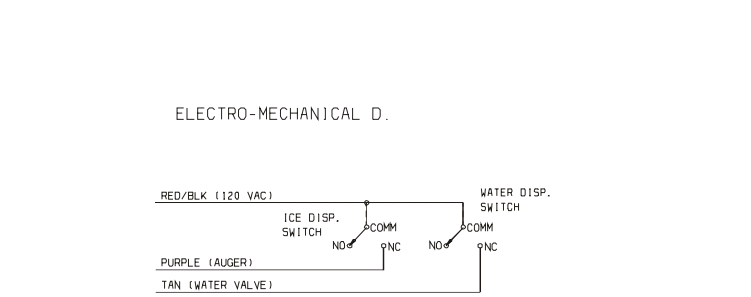 ELECTRO-MECHANICAL D.
WATER DISP.
SWITCH
RED/BLK (120 VAC)
ICE DISP.
SWITCH
COMM
COMM
NO
NC
NO
NC
PURPLE (AUGER)
TAN (WATER VALVE)